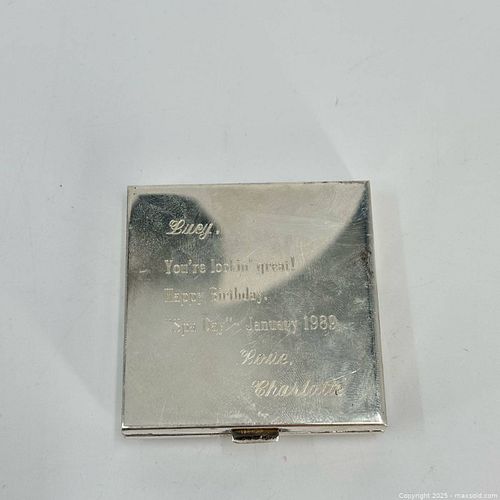 Lucy,
You're lookin' great!
Happy Birthday.
"Spa Day" - January 1989
Love,
Charlotte
Copyright 2025 - maxsold.com